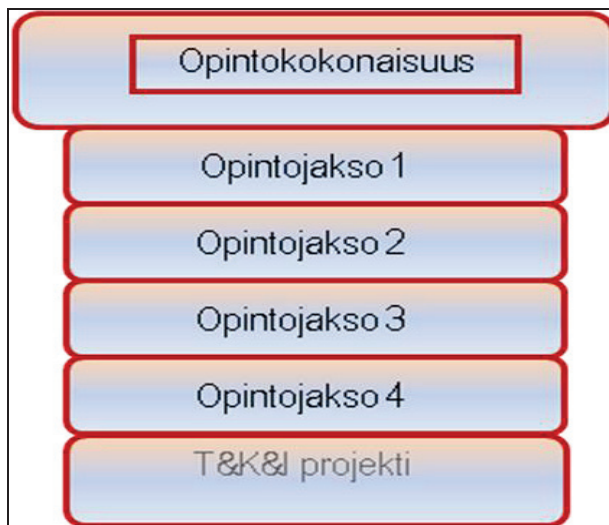 Opintokokonaisuus
Opintojakso 1
Opintojakso 2
Opintojakso 3
Opintojakso 4
T&K&I projekti